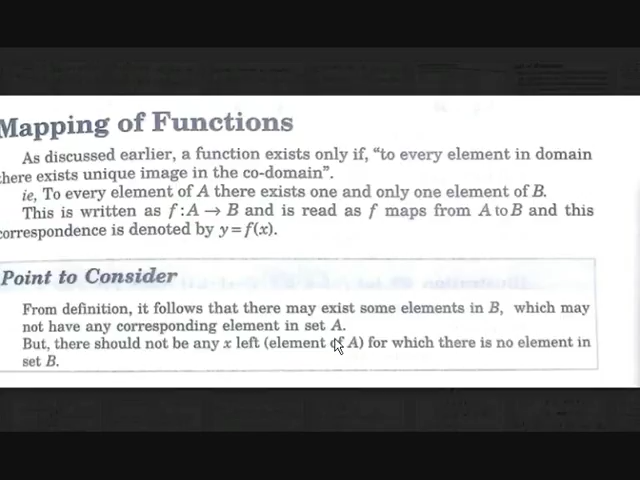 Mapping of Functions
As discussed earlier, a function exists only if, "to every element in domain
here exists unique image in the co-domain".
ie, To every element of A there exists one and only one element of B.
This is written as f : A → B and is read as f maps from A to B and this
correspondence is denoted by y = f(x).
Point to Consider
From definition, it follows that there may exist some elements in B, which may
not have any corresponding element in set A.
But, there should not be any x left (element of A) for which there is no element in
set B.